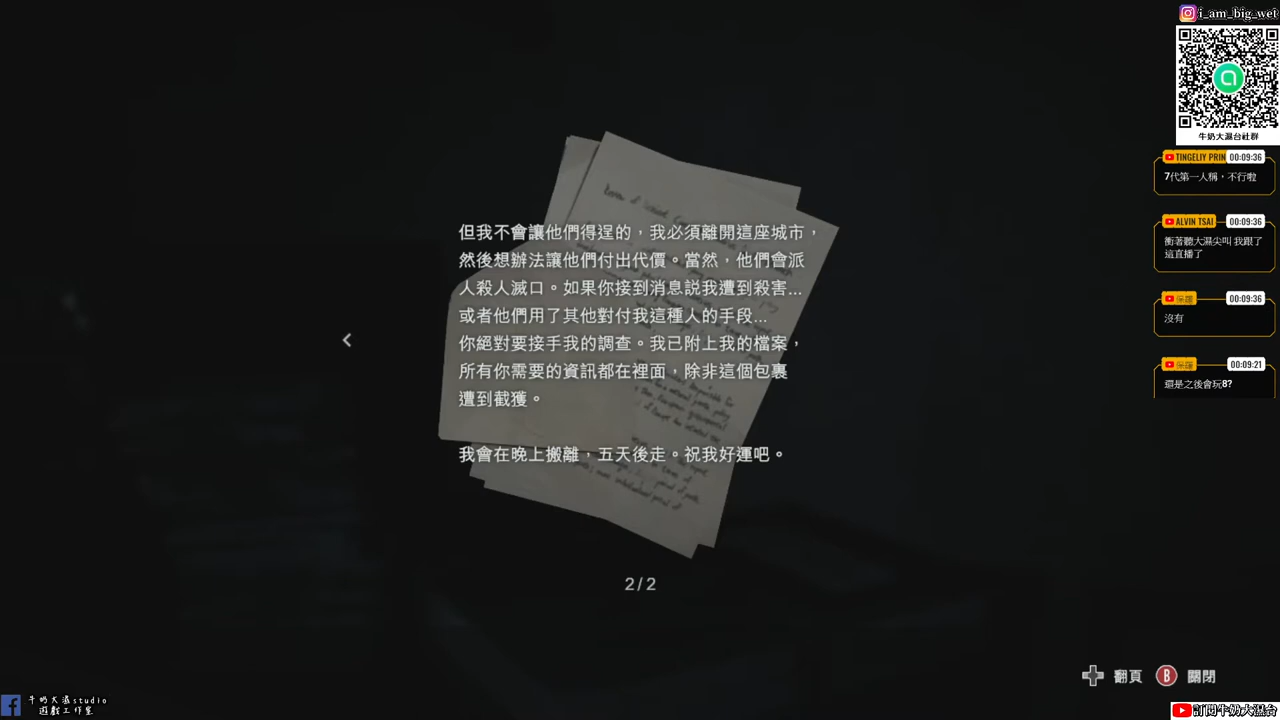 i_am_big_wet
牛奶大濕台社群
TINGELIY PRIN 00:09:36
7代第一人稱，不行啦
ALVIN TSAI 00:09:36
衝著聽大濕尖叫 我跟了
這直播了
00:09:36
沒有
00:09:21
還是之後會玩8?
但我不會讓他們得逞的，我必須離開這座城市，
然後想辦法讓他們付出代價。當然，他們會派
人殺人滅口。如果你接到消息説我遭到殺害...
或者他們用了其他對付我這種人的手段...
你絕對要接手我的調查。我已附上我的檔案，
所有你需要的資訊都在裡面，除非這個包裹
遭到截獲。
我會在晚上搬離，五天後走。祝我好運吧。
2/2
翻頁 B 關閉
牛奶大濕studio
遊戲工作室
訂閱牛奶大濕台